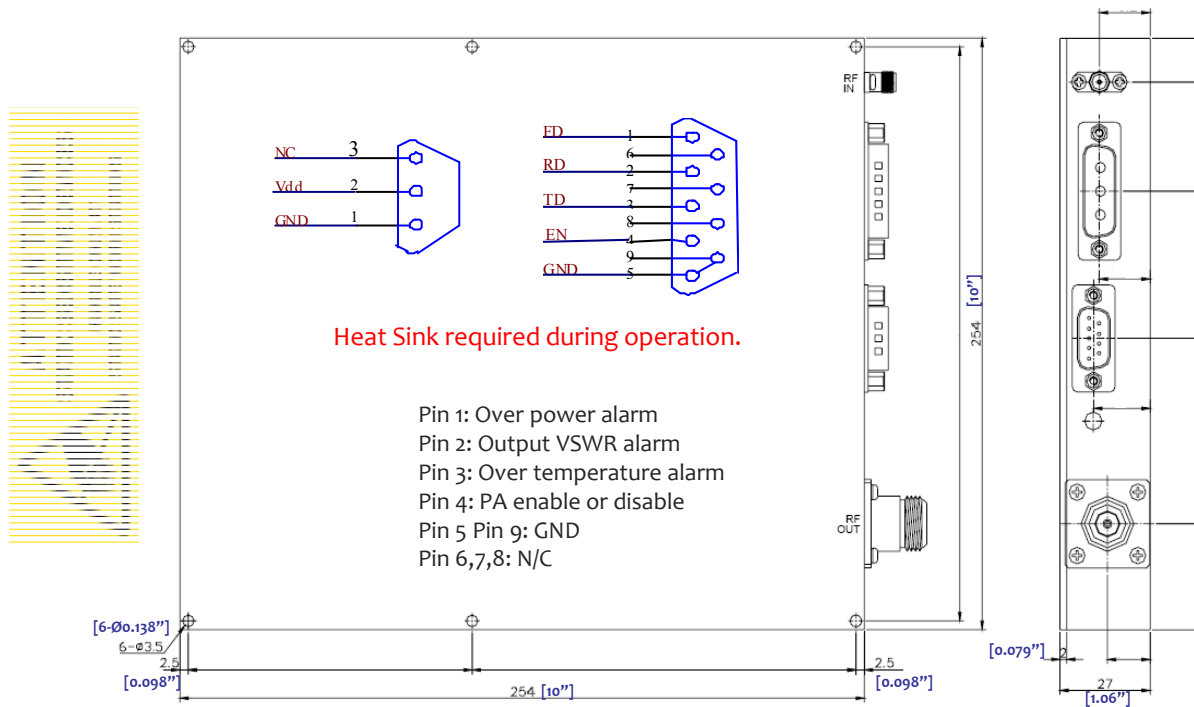 RF
IN
FD
1
6
RD
2
7
TD
3
8
EN
4
9
GND
5
NC
3
Vdd
2
GND
1
[10”]
254
Heat Sink required during operation.
Pin 1: Over power alarm
Pin 2: Output VSWR alarm
Pin 3: Over temperature alarm
Pin 4: PA enable or disable
Pin 5 Pin 9: GND
Pin 6,7,8: N/C
RF
OUT
[6-Ø0.138”]
6-Ø3.5
2.5
[0.098”]
254 [10”]
2.5
[0.098”]
[0.079”]
2
27
[1.06”]